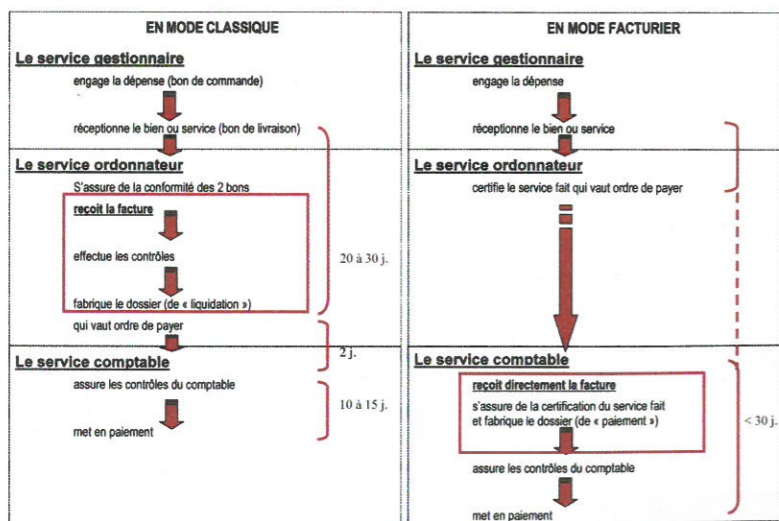 EN MODE CLASSIQUE
Le service gestionnaire
engage la dépense (bon de commande)
réceptionne le bien ou service (bon de livraison)
Le service ordonnateur
S'assure de la conformité des 2 bons
reçoit la facture
effectue les contrôles
20 à 30 j.
fabrique le dossier (de « liquidation »)
qui vaut ordre de payer
2 j.
Le service comptable
assure les contrôles du comptable
10 à 15 j.
met en paiement
EN MODE FACTURIER
Le service gestionnaire
engage la dépense
réceptionne le bien ou service
Le service ordonnateur
certifie le service fait qui vaut ordre de payer
Le service comptable
reçoit directement la facture
s'assure de la certification du service fait
et fabrique le dossier (de « paiement »)
< 30 j.
assure les contrôles du comptable
met en paiement